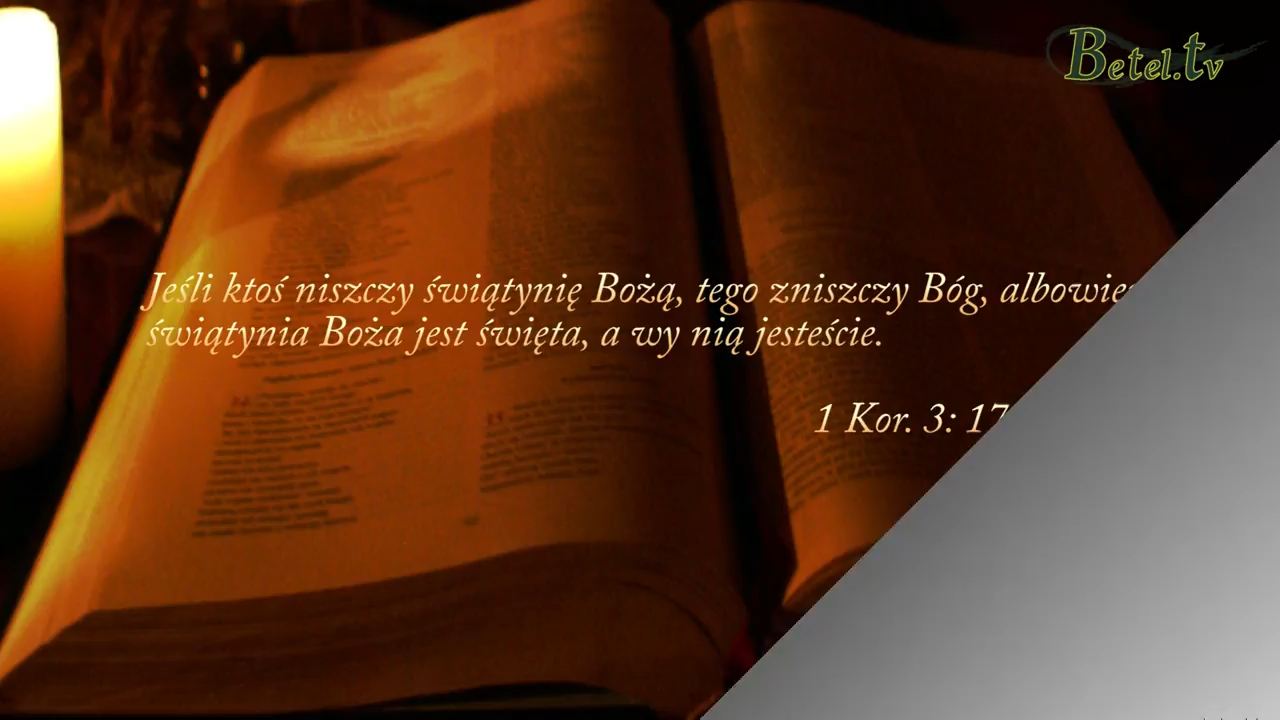 Betel.tv
Jeśli ktoś niszczy świątynię Bożą, tego zniszczy Bóg,
świątynia Boża jest święta, a wy nią jesteście.
1 Kor. 3: 17